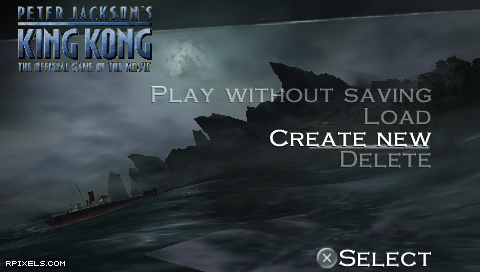 PETER JACKSON'S
KING KONG
THE OFFICIAL GAME OF THE MOVIE
PLAY WITHOUT SAVING
LOAD
CREATE NEW
DELETE
SELECT
RPIXELS.COM